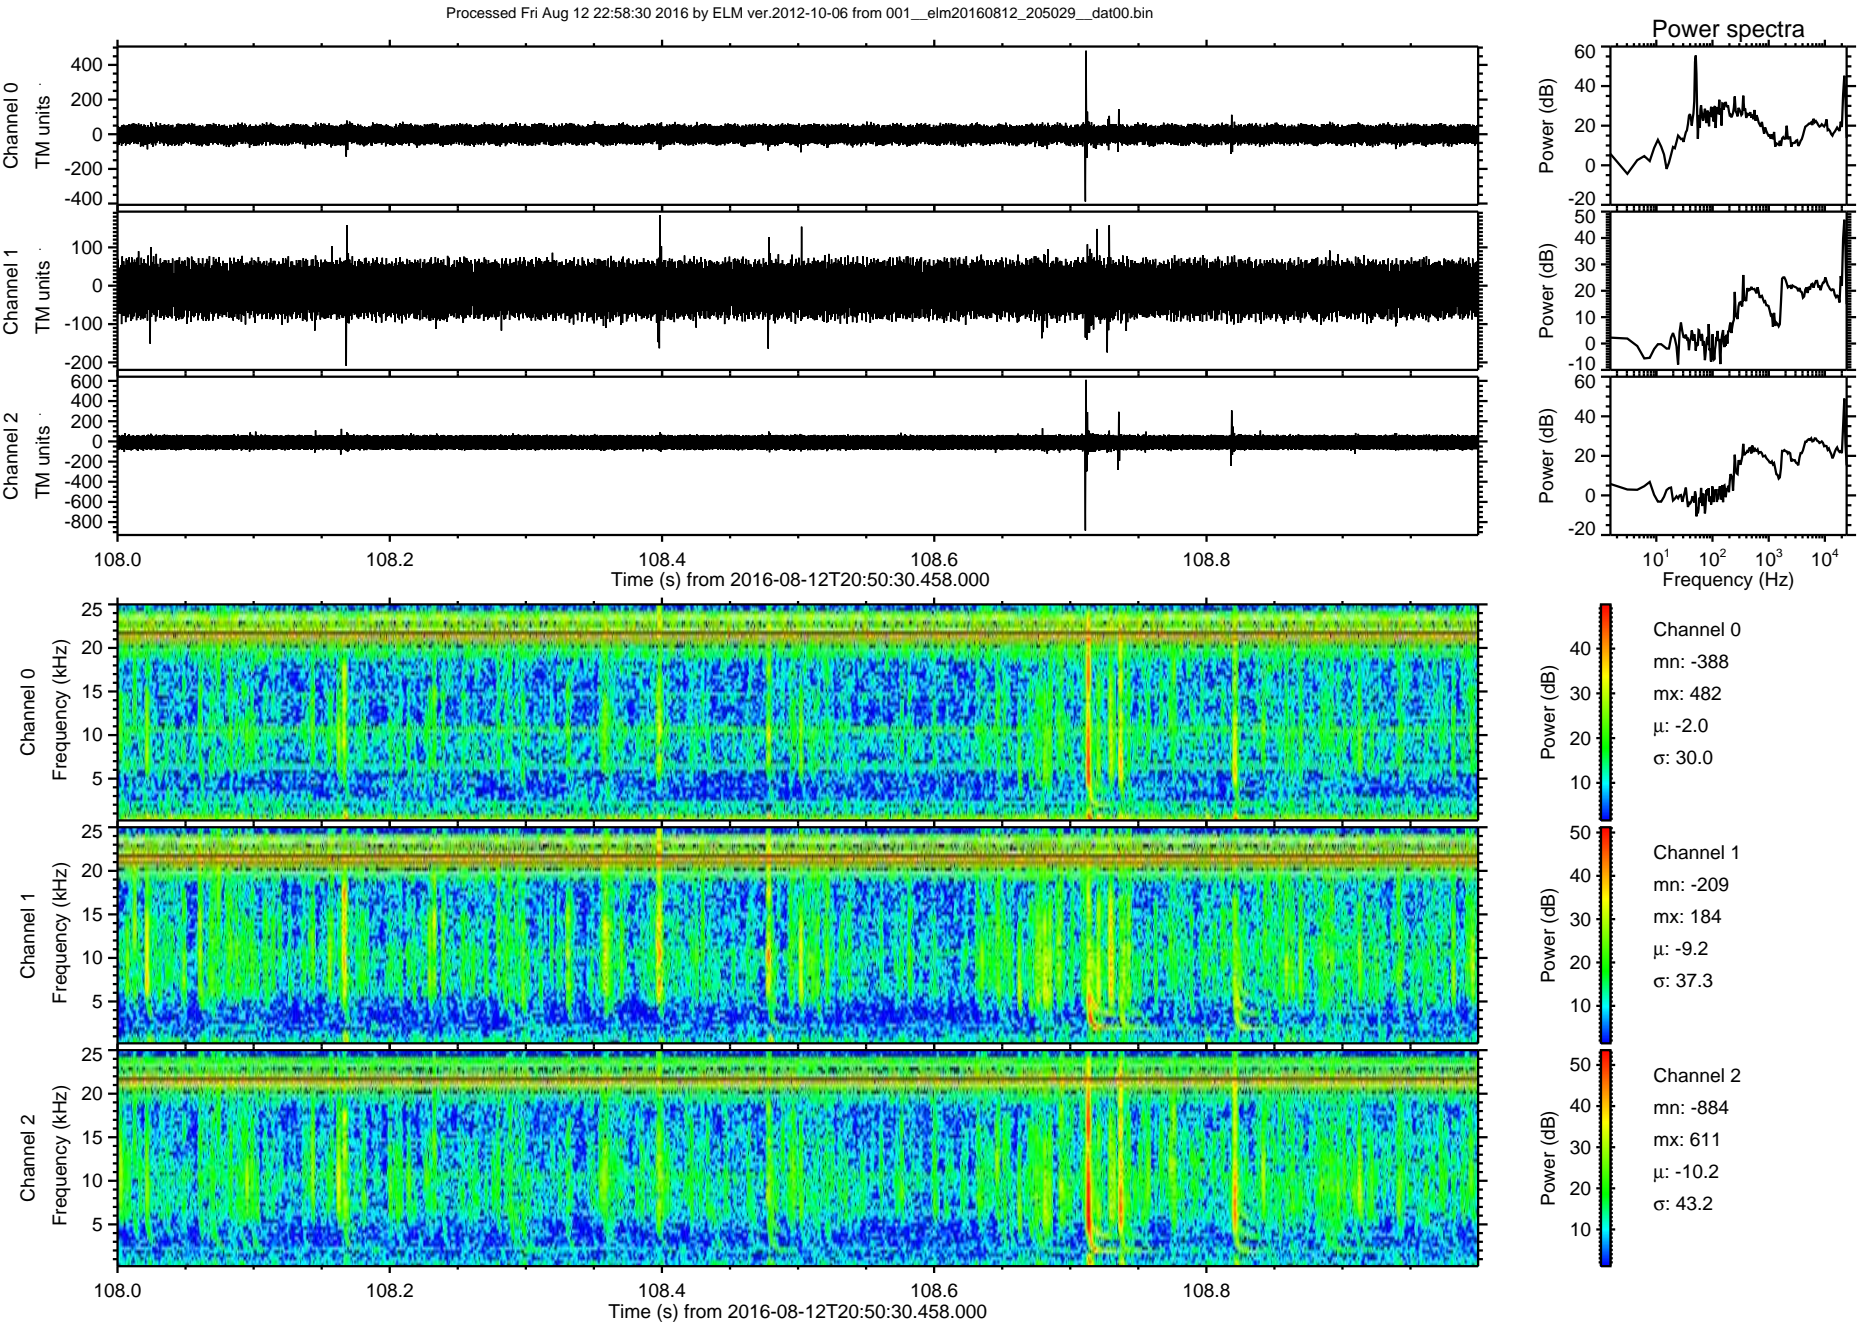 Processed Fri Aug 12 22:58:30 2016 by ELM ver.2012-10-06 from 001__elm20160812_205029__dat00.bin
Power spectra
Channel 0
TM units
400
200
0
-200
-400
Power (dB)
60
40
20
0
-20
Channel 1
TM units
100
0
-100
-200
Power (dB)
50
40
30
20
10
0
-10
Channel 2
TM units
600
400
200
0
-200
-400
-600
-800
Power (dB)
60
40
20
0
-20
108.0 108.2 108.4 108.6 108.8
Time (s) from 2016-08-12T20:50:30.458.000
10¹ 10² 10³ 10⁴
Frequency (Hz)
Channel 0
Frequency (kHz)
25
20
15
10
5
Power (dB)
40
30
20
10
Channel 0
mn: -388
mx: 482
μ: -2.0
σ: 30.0
Channel 1
Frequency (kHz)
25
20
15
10
5
Power (dB)
50
40
30
20
10
Channel 1
mn: -209
mx: 184
μ: -9.2
σ: 37.3
Channel 2
Frequency (kHz)
25
20
15
10
5
Power (dB)
50
40
30
20
10
Channel 2
mn: -884
mx: 611
μ: -10.2
σ: 43.2
108.0 108.2 108.4 108.6 108.8
Time (s) from 2016-08-12T20:50:30.458.000